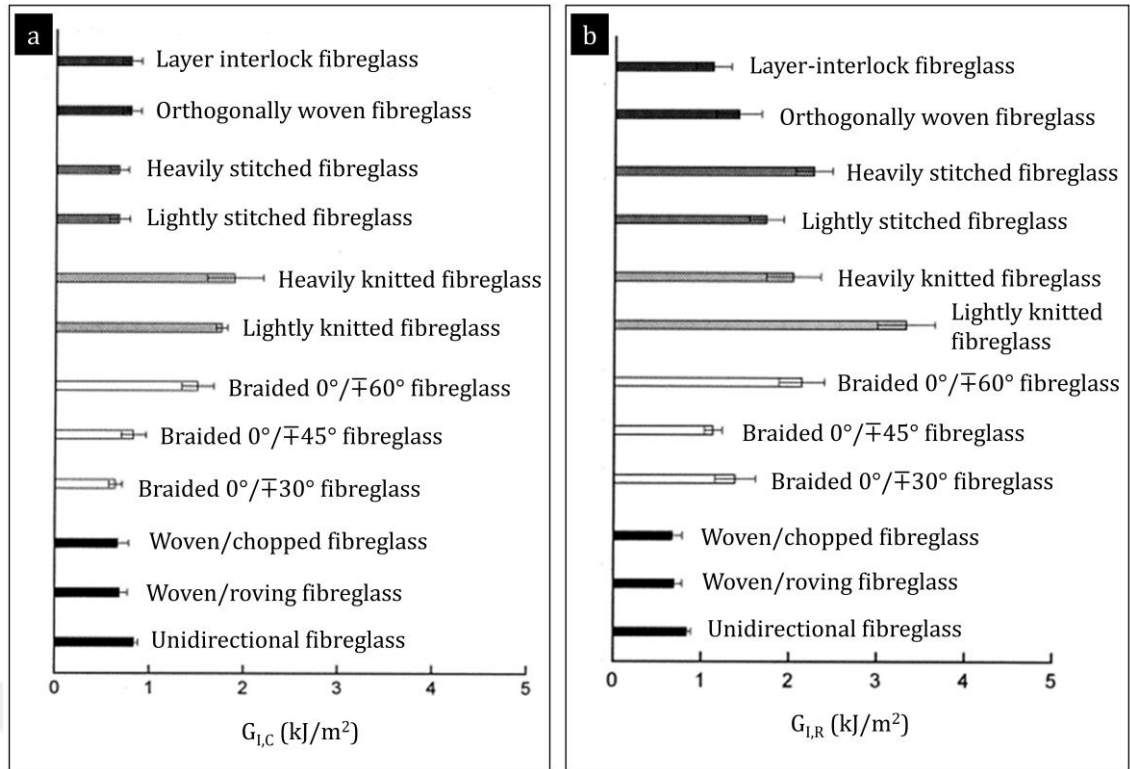 a
Layer interlock fibreglass
Orthogonally woven fibreglass
Heavily stitched fibreglass
Lightly stitched fibreglass
Heavily knitted fibreglass
Lightly knitted fibreglass
Braided 0°/∓60° fibreglass
Braided 0°/∓45° fibreglass
Braided 0°/∓30° fibreglass
Woven/chopped fibreglass
Woven/roving fibreglass
Unidirectional fibreglass
0 1 2 3 4 5
G_I,C (kJ/m²)
b
Layer-interlock fibreglass
Orthogonally woven fibreglass
Heavily stitched fibreglass
Lightly stitched fibreglass
Heavily knitted fibreglass
Lightly knitted
fibreglass
Braided 0°/∓60° fibreglass
Braided 0°/∓45° fibreglass
Braided 0°/∓30° fibreglass
Woven/chopped fibreglass
Woven/roving fibreglass
Unidirectional fibreglass
0 1 2 3 4 5
G_I,R (kJ/m²)